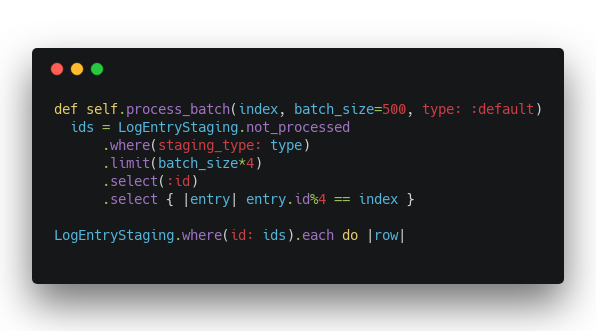 def self.process_batch(index, batch_size=500, type: :default)
  ids = LogEntryStaging.not_processed
      .where(staging_type: type)
      .limit(batch_size*4)
      .select(:id)
      .select { |entry| entry.id%4 == index }

LogEntryStaging.where(id: ids).each do |row|